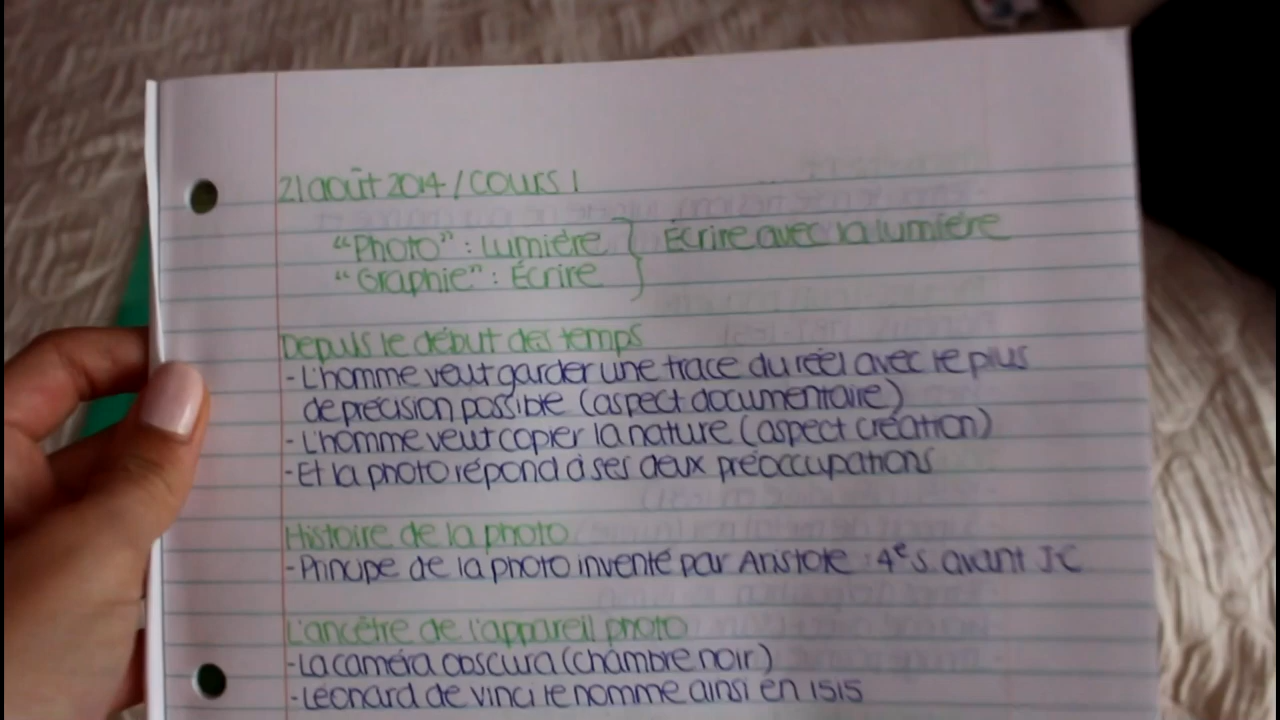 21 août 2014 / COURS 1
"Photo" : Lumière } Écrire avec la lumière
"Graphie" : Écrire
Depuis le début des temps
- L'homme veut garder une trace du réel avec le plus
de précision possible (aspect documentaire)
- L'homme veut copier la nature (aspect création)
- Et la photo répond à ses deux préoccupations
Histoire de la photo
- Principe de la photo inventé par Aristote : 4e s. avant JC
L'ancêtre de l'appareil photo
- La caméra obscura (chambre noir)
- Léonard de vinci le nomme ainsi en 1515